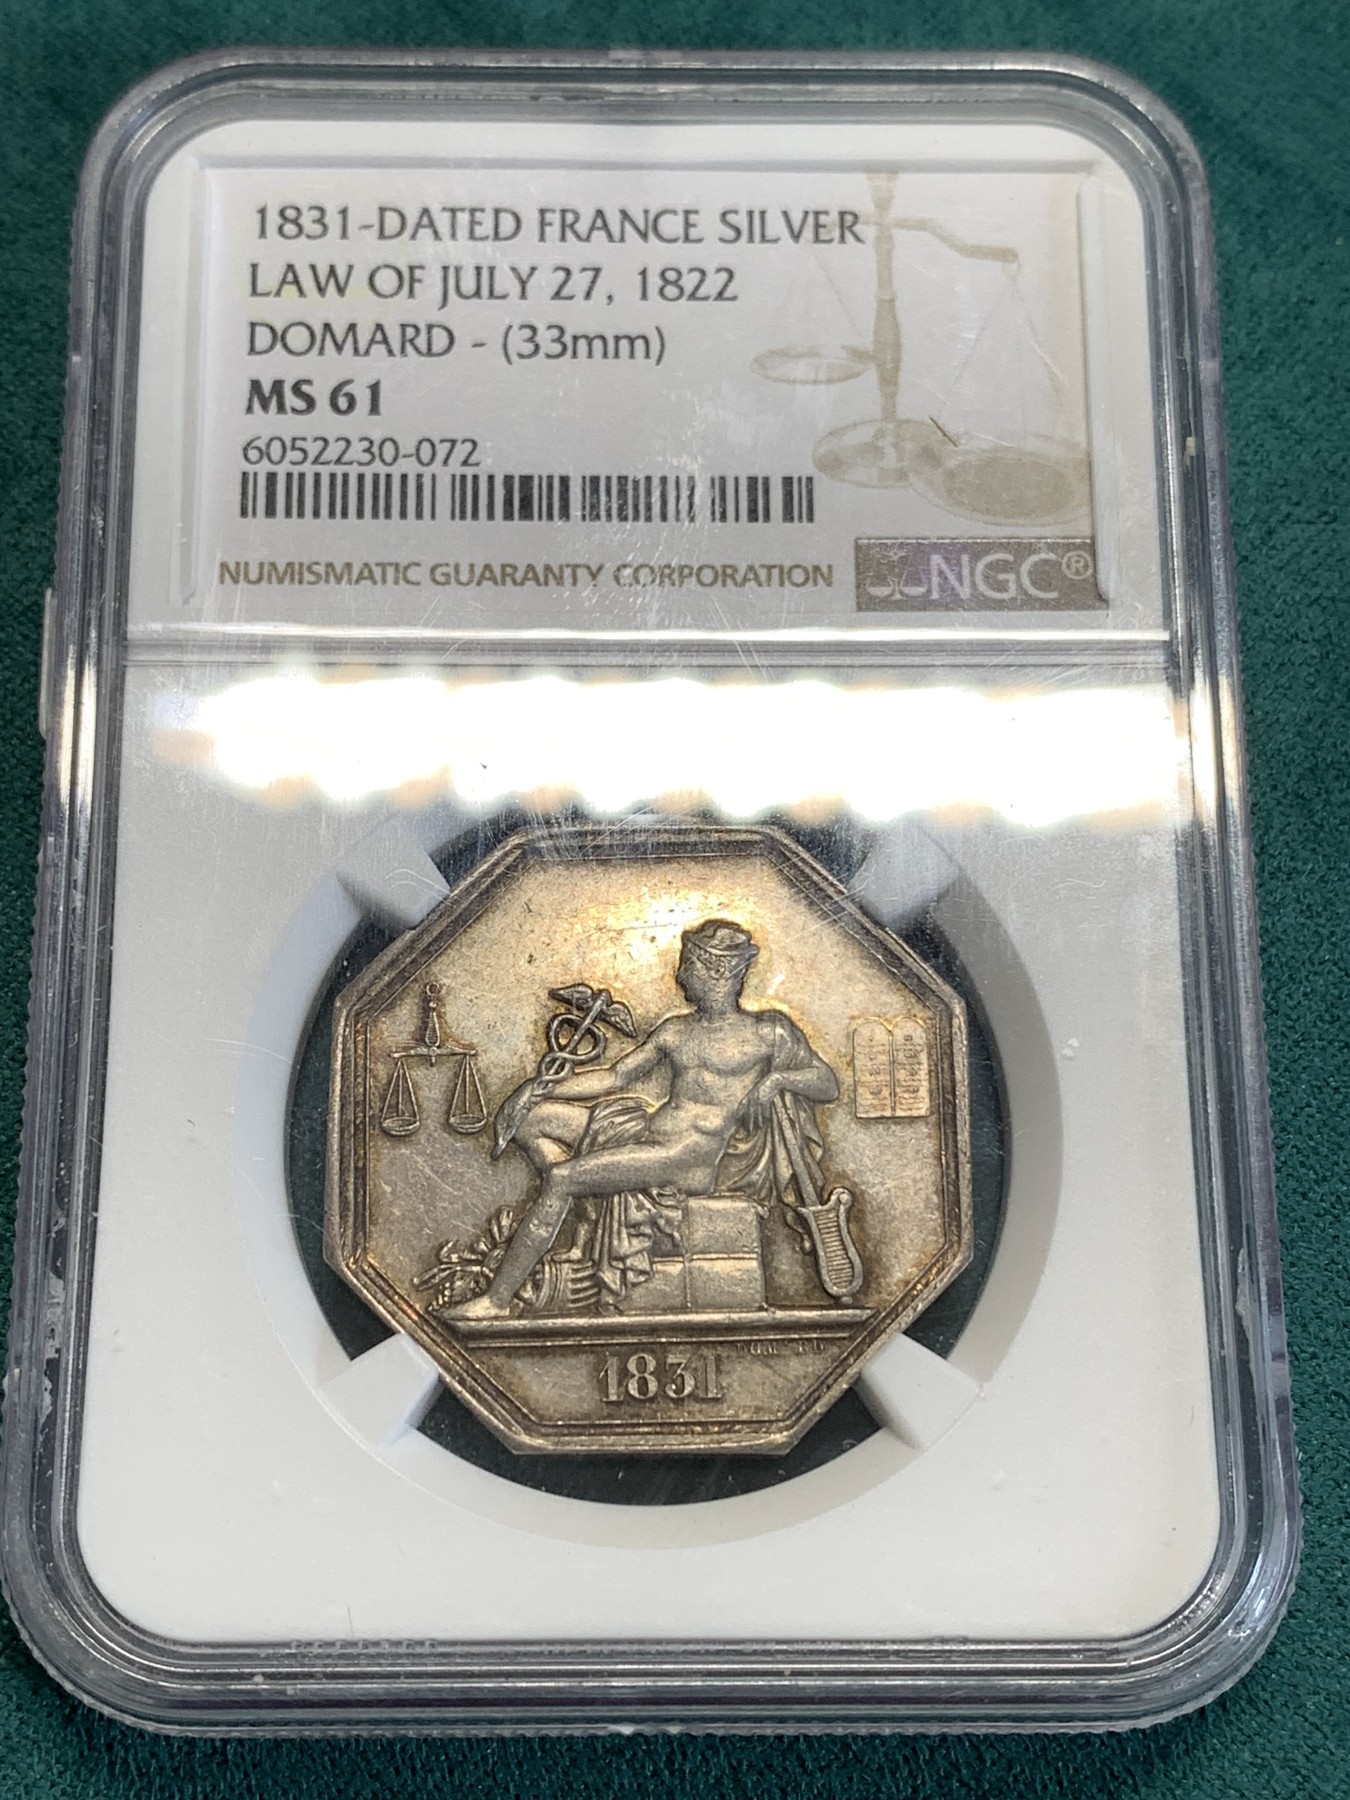 1831-DATED FRANCE SILVER
LAW OF JULY 27, 1822
DOMARD - (33mm)
MS 61
6052230-072
NUMISMATIC GUARANTY CORPORATION
NGC®
DOMARD
1831